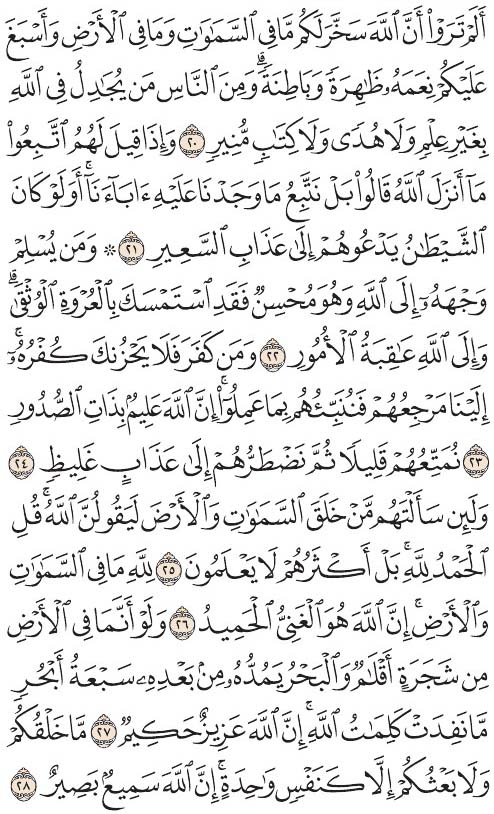 أَلَمْ تَرَوْا۟ أَنَّ ٱللَّهَ سَخَّرَ لَكُم مَّا فِى ٱلسَّمَٰوَٰتِ وَمَا فِى ٱلْأَرْضِ وَأَسْبَغَ
عَلَيْكُمْ نِعَمَهُۥ ظَٰهِرَةً وَبَاطِنَةً ۗ وَمِنَ ٱلنَّاسِ مَن يُجَٰدِلُ فِى ٱللَّهِ
بِغَيْرِ عِلْمٍ وَلَا هُدًى وَلَا كِتَٰبٍ مُّنِيرٍ ٢٠ وَإِذَا قِيلَ لَهُمُ ٱتَّبِعُوا۟
مَآ أَنزَلَ ٱللَّهُ قَالُوا۟ بَلْ نَتَّبِعُ مَا وَجَدْنَا عَلَيْهِ ءَابَآءَنَآ ۚ أَوَلَوْ كَانَ
ٱلشَّيْطَٰنُ يَدْعُوهُمْ إِلَىٰ عَذَابِ ٱلسَّعِيرِ ٢١ ۞ وَمَن يُسْلِمْ
وَجْهَهُۥٓ إِلَى ٱللَّهِ وَهُوَ مُحْسِنٌ فَقَدِ ٱسْتَمْسَكَ بِٱلْعُرْوَةِ ٱلْوُثْقَىٰ ۗ
وَإِلَى ٱللَّهِ عَٰقِبَةُ ٱلْأُمُورِ ٢٢ وَمَن كَفَرَ فَلَا يَحْزُنكَ كُفْرُهُۥٓ ۚ
إِلَيْنَا مَرْجِعُهُمْ فَنُنَبِّئُهُم بِمَا عَمِلُوٓا۟ ۚ إِنَّ ٱللَّهَ عَلِيمٌۢ بِذَاتِ ٱلصُّدُورِ
٢٣ نُمَتِّعُهُمْ قَلِيلًا ثُمَّ نَضْطَرُّهُمْ إِلَىٰ عَذَابٍ غَلِيظٍ ٢٤
وَلَئِن سَأَلْتَهُم مَّنْ خَلَقَ ٱلسَّمَٰوَٰتِ وَٱلْأَرْضَ لَيَقُولُنَّ ٱللَّهُ ۚ قُلِ
ٱلْحَمْدُ لِلَّهِ ۚ بَلْ أَكْثَرُهُمْ لَا يَعْلَمُونَ ٢٥ لِلَّهِ مَا فِى ٱلسَّمَٰوَٰتِ
وَٱلْأَرْضِ ۚ إِنَّ ٱللَّهَ هُوَ ٱلْغَنِىُّ ٱلْحَمِيدُ ٢٦ وَلَوْ أَنَّمَا فِى ٱلْأَرْضِ
مِن شَجَرَةٍ أَقْلَٰمٌ وَٱلْبَحْرُ يَمُدُّهُۥ مِنۢ بَعْدِهِۦ سَبْعَةُ أَبْحُرٍ
مَّا نَفِدَتْ كَلِمَٰتُ ٱللَّهِ ۗ إِنَّ ٱللَّهَ عَزِيزٌ حَكِيمٌ ٢٧ مَّا خَلْقُكُمْ
وَلَا بَعْثُكُمْ إِلَّا كَنَفْسٍ وَٰحِدَةٍ ۗ إِنَّ ٱللَّهَ سَمِيعٌۢ بَصِيرٌ ٢٨